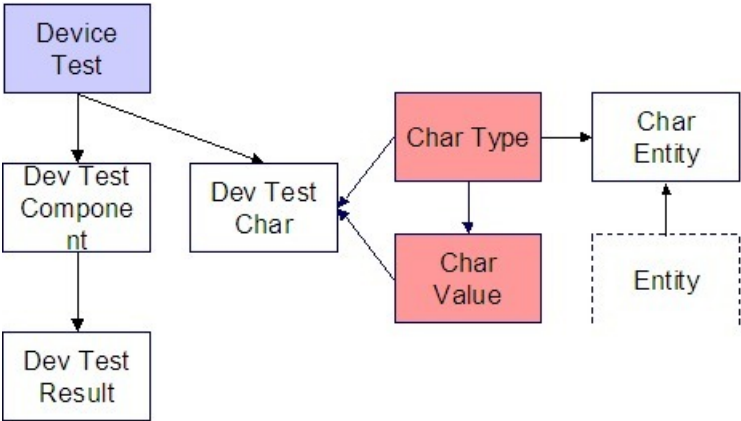 Device
Test
Dev Test
Compone
nt
Dev Test
Result
Dev Test
Char
Char Type
Char
Value
Char
Entity
Entity